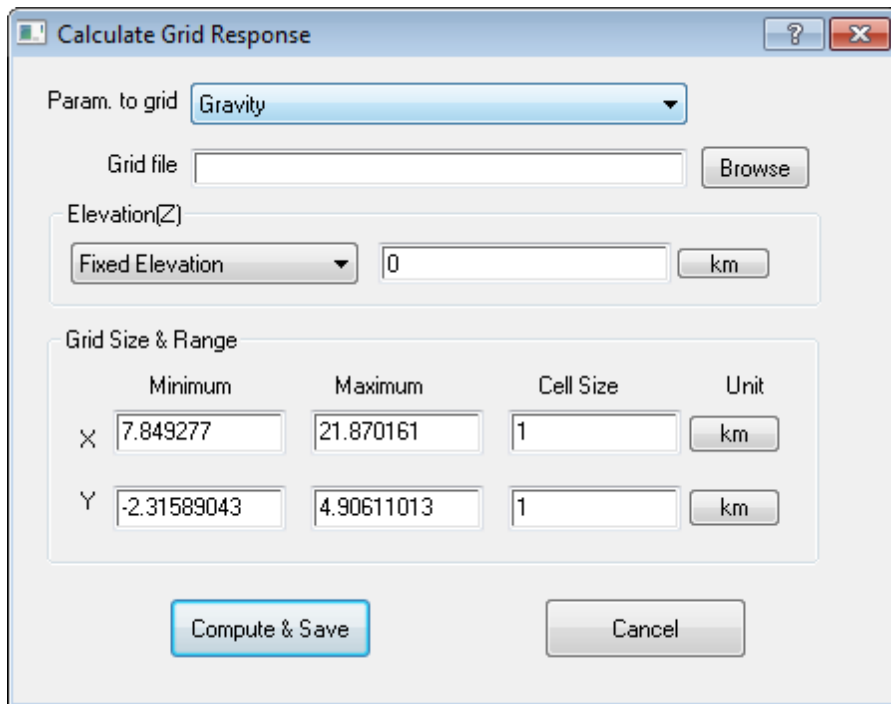 Calculate Grid Response
Param. to grid Gravity
Grid file Browse
Elevation(Z)
Fixed Elevation 0 km
Grid Size & Range
Minimum Maximum Cell Size Unit
X 7.849277 21.870161 1 km
Y -2.31589043 4.90611013 1 km
Compute & Save Cancel